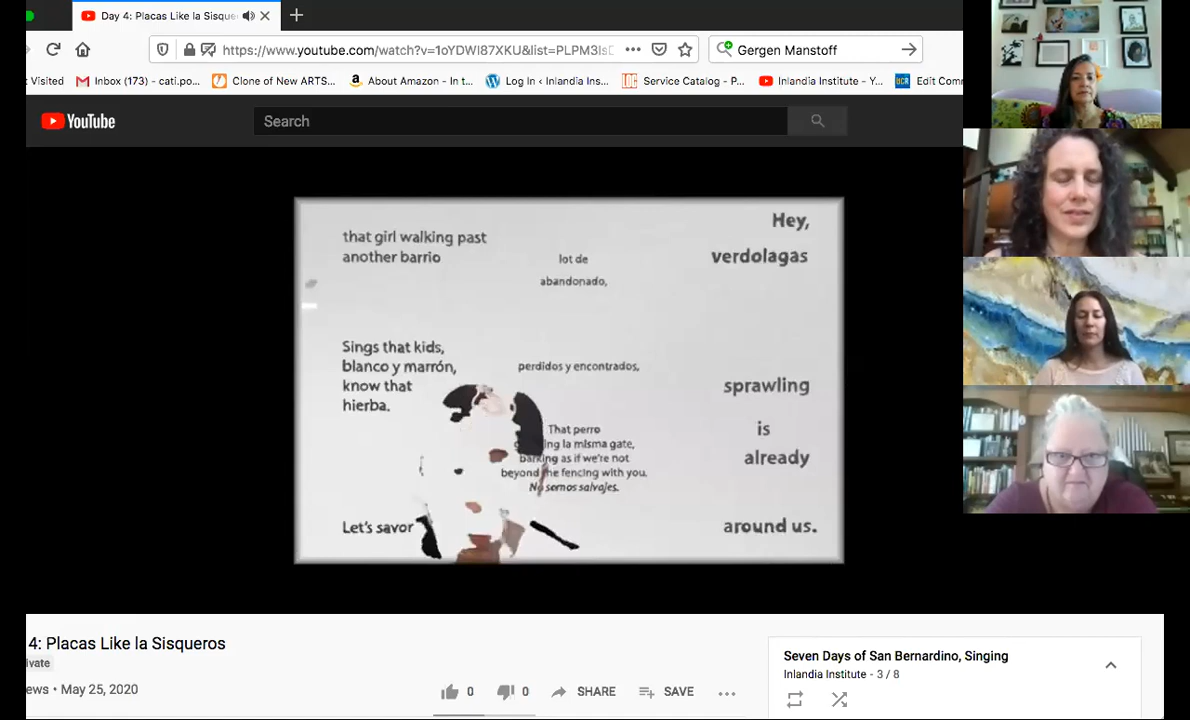 Day 4: Placas Like la Sisque
https://www.youtube.com/watch?v=1oYDWI87XKU&list=PLPM3IsD
Gergen Manstoff
Visited
Inbox (173) – cati.po...
Clone of New ARTS...
About Amazon - In t...
Log In ‹ Inlandia Ins...
Service Catalog - P...
Inlandia Institute - Y...
UCR
Edit Com
YouTube
Search
that girl walking past
another barrio
lot de
abandonado,
Hey,
verdolagas
Sings that kids,
blanco y marrón,
know that
hierba.
perdidos y encontrados,
sprawling
That perro
ing la misma gate,
barking as if we're not
beyond the fencing with you.
No somos salvajes.
is
already
Let's savor
around us.
4: Placas Like la Sisqueros
ivate
ews • May 25, 2020
0
0
SHARE
SAVE
Seven Days of San Bernardino, Singing
Inlandia Institute - 3 / 8